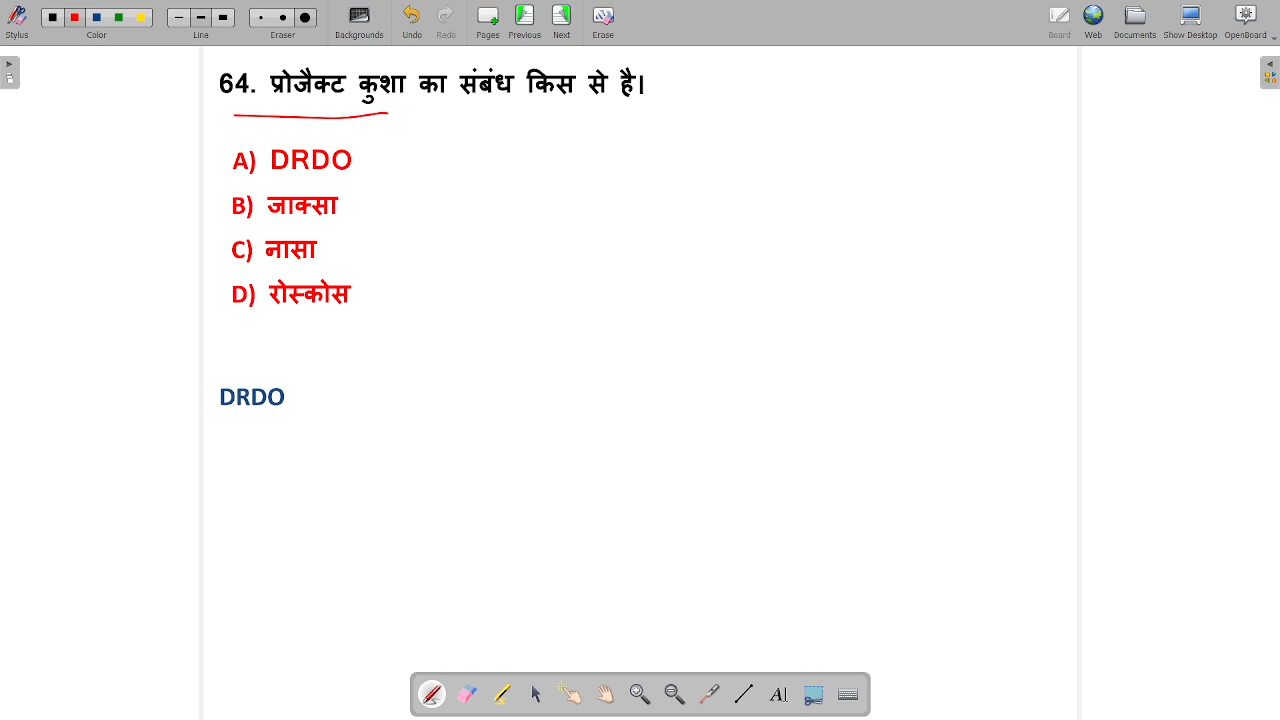 Stylus Color Line Eraser Backgrounds Undo Redo Pages Previous Next Erase Board Web Documents Show Desktop OpenBoard
64. प्रोजैक्ट कुशा का संबंध किस से है।
A) DRDO
B) जाक्सा
C) नासा
D) रोस्कोस
DRDO